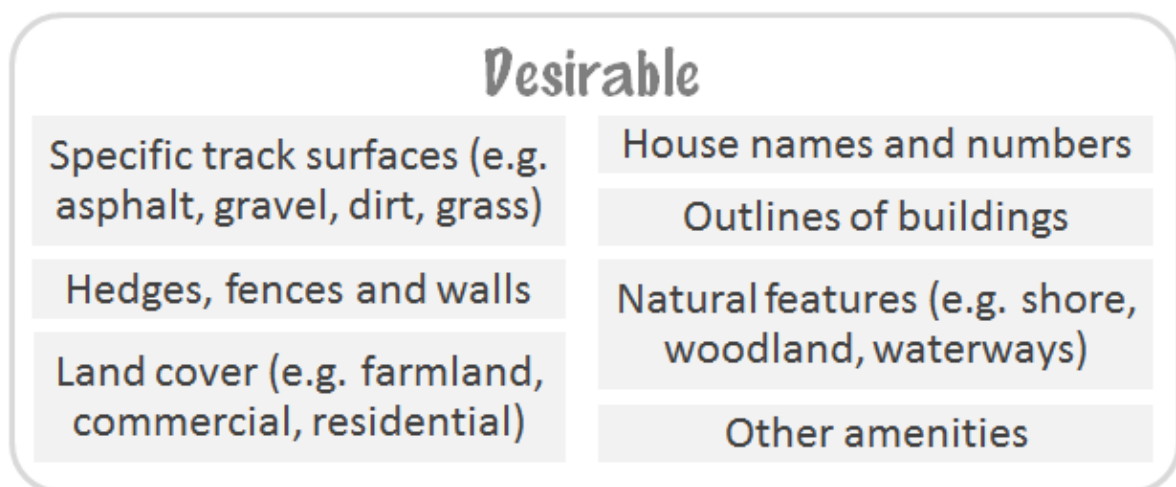 Desirable
Specific track surfaces (e.g.
asphalt, gravel, dirt, grass)
Hedges, fences and walls
Land cover (e.g. farmland,
commercial, residential)
House names and numbers
Outlines of buildings
Natural features (e.g. shore,
woodland, waterways)
Other amenities